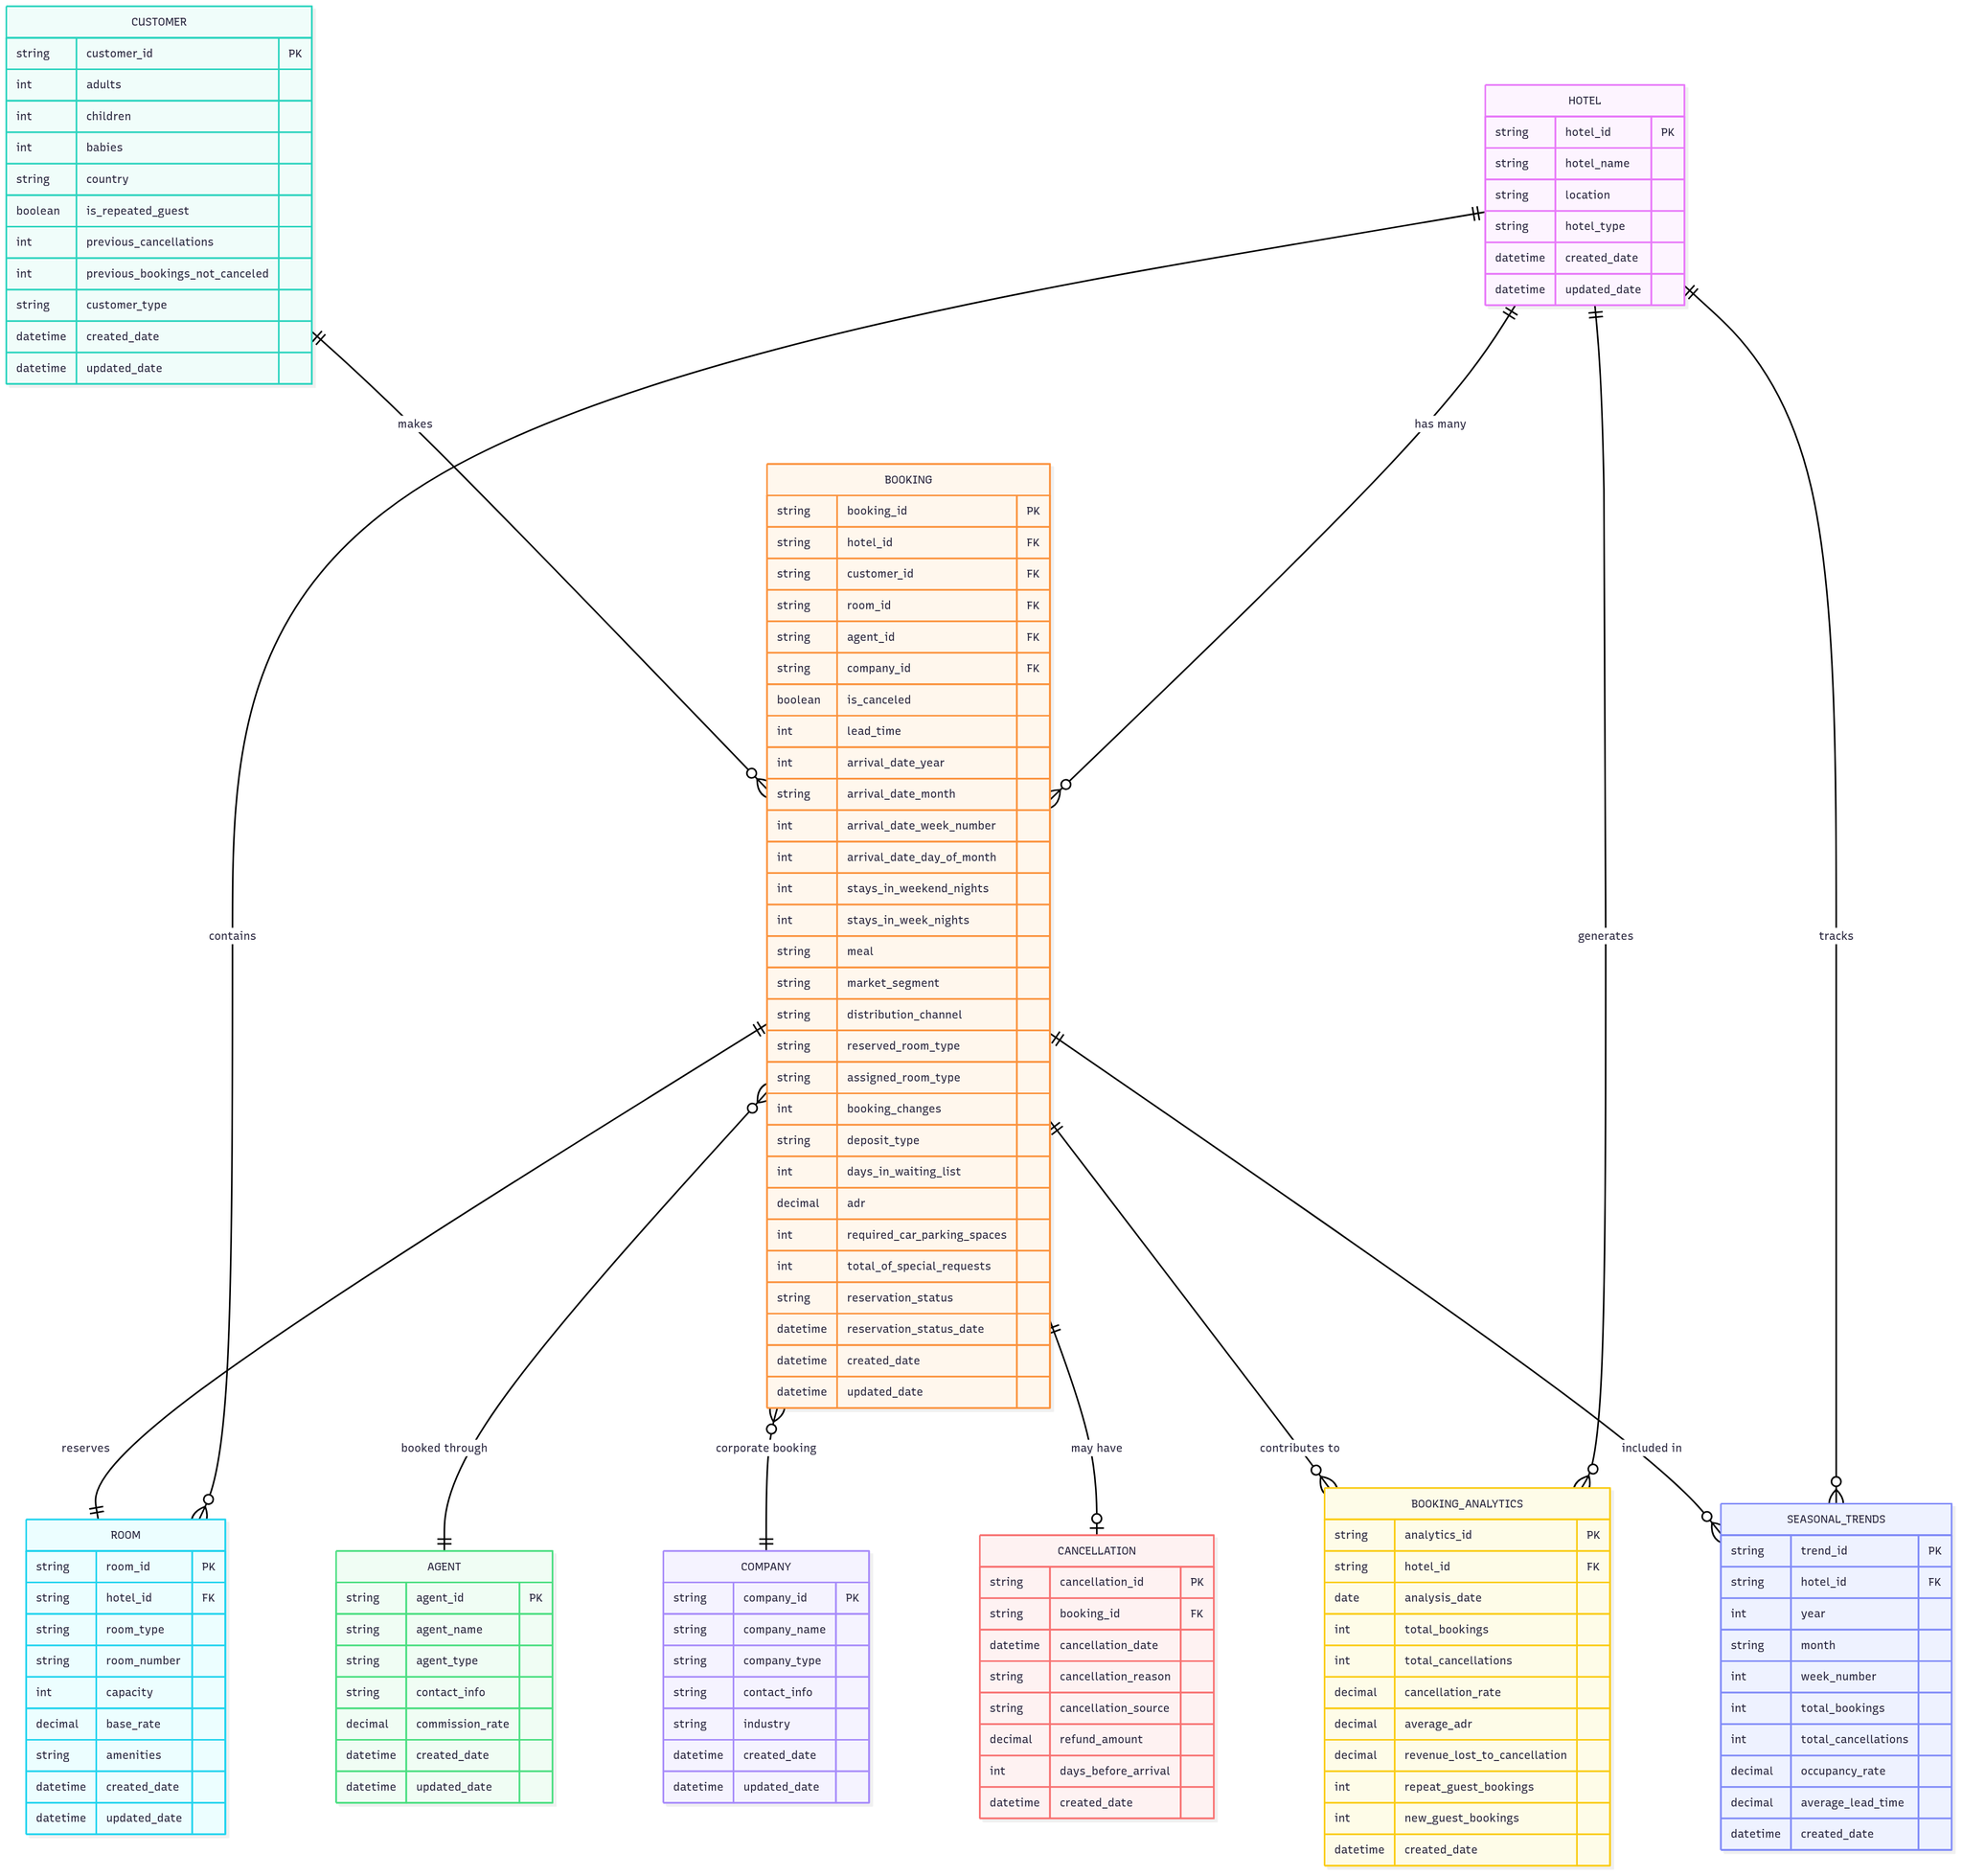 CUSTOMER
string customer_id PK
int adults
int children
int babies
string country
boolean is_repeated_guest
int previous_cancellations
int previous_bookings_not_canceled
string customer_type
datetime created_date
datetime updated_date
HOTEL
string hotel_id PK
string hotel_name
string location
string hotel_type
datetime created_date
datetime updated_date
makes
has many
BOOKING
string booking_id PK
string hotel_id FK
string customer_id FK
string room_id FK
string agent_id FK
string company_id FK
boolean is_canceled
int lead_time
int arrival_date_year
string arrival_date_month
int arrival_date_week_number
int arrival_date_day_of_month
int stays_in_weekend_nights
int stays_in_week_nights
string meal
string market_segment
string distribution_channel
string reserved_room_type
string assigned_room_type
int booking_changes
string deposit_type
int days_in_waiting_list
decimal adr
int required_car_parking_spaces
int total_of_special_requests
string reservation_status
datetime reservation_status_date
datetime created_date
datetime updated_date
contains
generates
tracks
reserves
booked through
corporate booking
may have
contributes to
included in
ROOM
string room_id PK
string hotel_id FK
string room_type
string room_number
int capacity
decimal base_rate
string amenities
datetime created_date
datetime updated_date
AGENT
string agent_id PK
string agent_name
string agent_type
string contact_info
decimal commission_rate
datetime created_date
datetime updated_date
COMPANY
string company_id PK
string company_name
string company_type
string contact_info
string industry
datetime created_date
datetime updated_date
CANCELLATION
string cancellation_id PK
string booking_id FK
datetime cancellation_date
string cancellation_reason
string cancellation_source
decimal refund_amount
int days_before_arrival
datetime created_date
BOOKING_ANALYTICS
string analytics_id PK
string hotel_id FK
date analysis_date
int total_bookings
int total_cancellations
decimal cancellation_rate
decimal average_adr
decimal revenue_lost_to_cancellation
int repeat_guest_bookings
int new_guest_bookings
datetime created_date
SEASONAL_TRENDS
string trend_id PK
string hotel_id FK
int year
string month
int week_number
int total_bookings
int total_cancellations
decimal occupancy_rate
decimal average_lead_time
datetime created_date